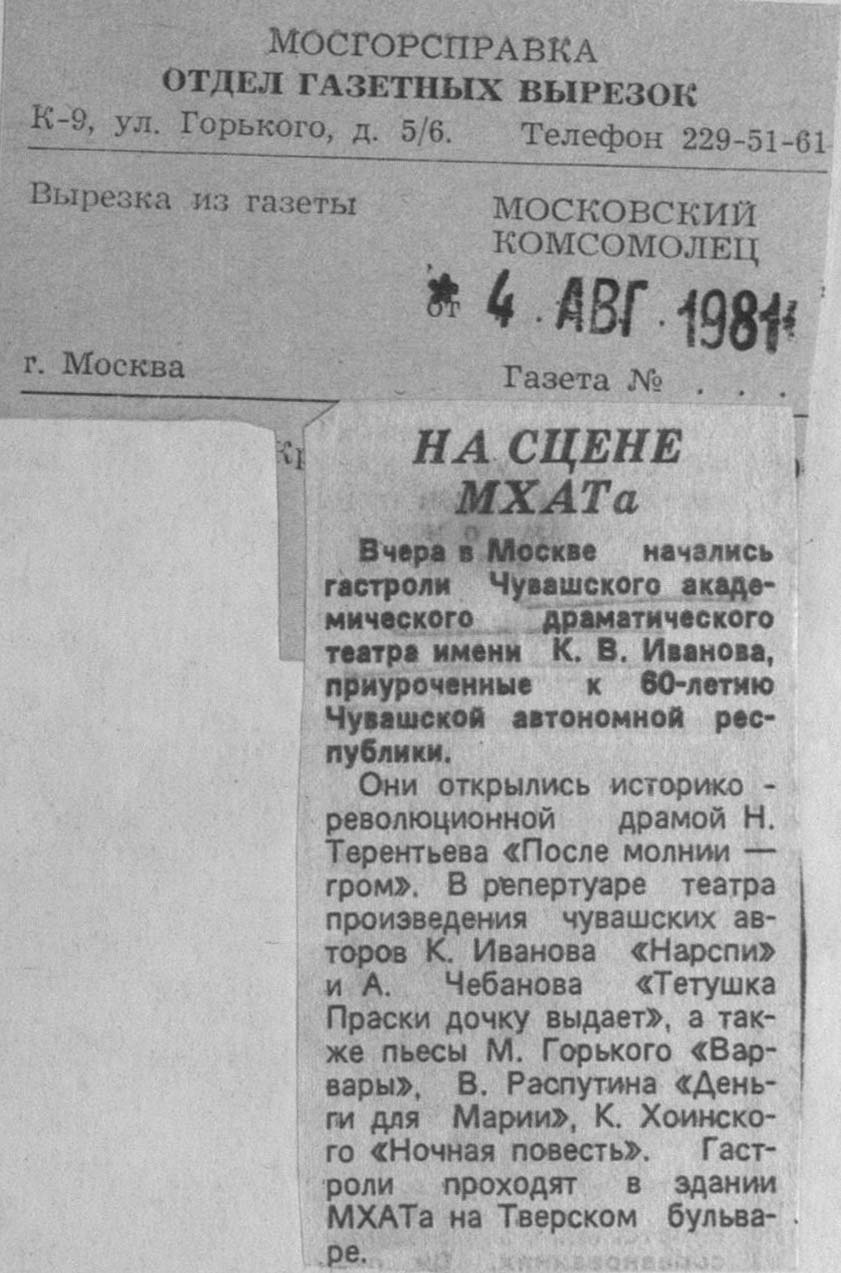 МОСГОРСПРАВКА
ОТДЕЛ ГАЗЕТНЫХ ВЫРЕЗОК
К-9, ул. Горького, д. 5/6. Телефон 229-51-61
Вырезка из газеты
МОСКОВСКИЙ
КОМСОМОЛЕЦ
от * 4 . АВГ . 1981
г. Москва
Газета № . . .
НА СЦЕНЕ
МХАТа
Вчера в Москве начались
гастроли Чувашского акаде-
мического драматического
театра имени К. В. Иванова,
приуроченные к 60-летию
Чувашской автономной рес-
публики.
Они открылись историко -
революционной драмой Н.
Терентьева «После молнии —
гром». В репертуаре театра
произведения чувашских ав-
торов К. Иванова «Нарспи»
и А. Чебанова «Тетушка
Праски дочку выдает», а так-
же пьесы М. Горького «Вар-
вары», В. Распутина «День-
ги для Марии», К. Хоинско-
го «Ночная повесть». Гаст-
роли проходят в здании
МХАТа на Тверском бульва-
ре.